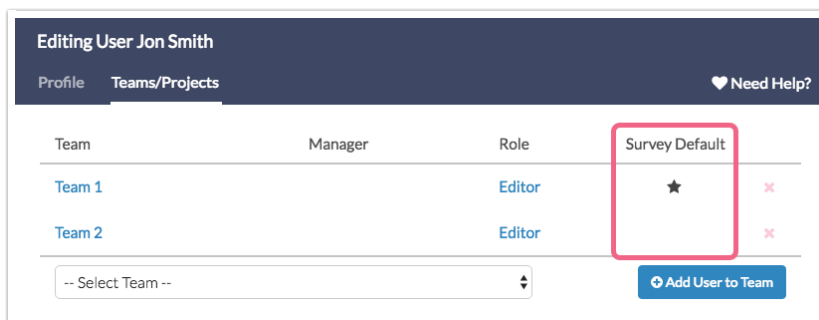 Editing User Jon Smith
Profile Teams/Projects Need Help?
Team Manager Role Survey Default
Team 1 Editor
Team 2 Editor
-- Select Team -- Add User to Team